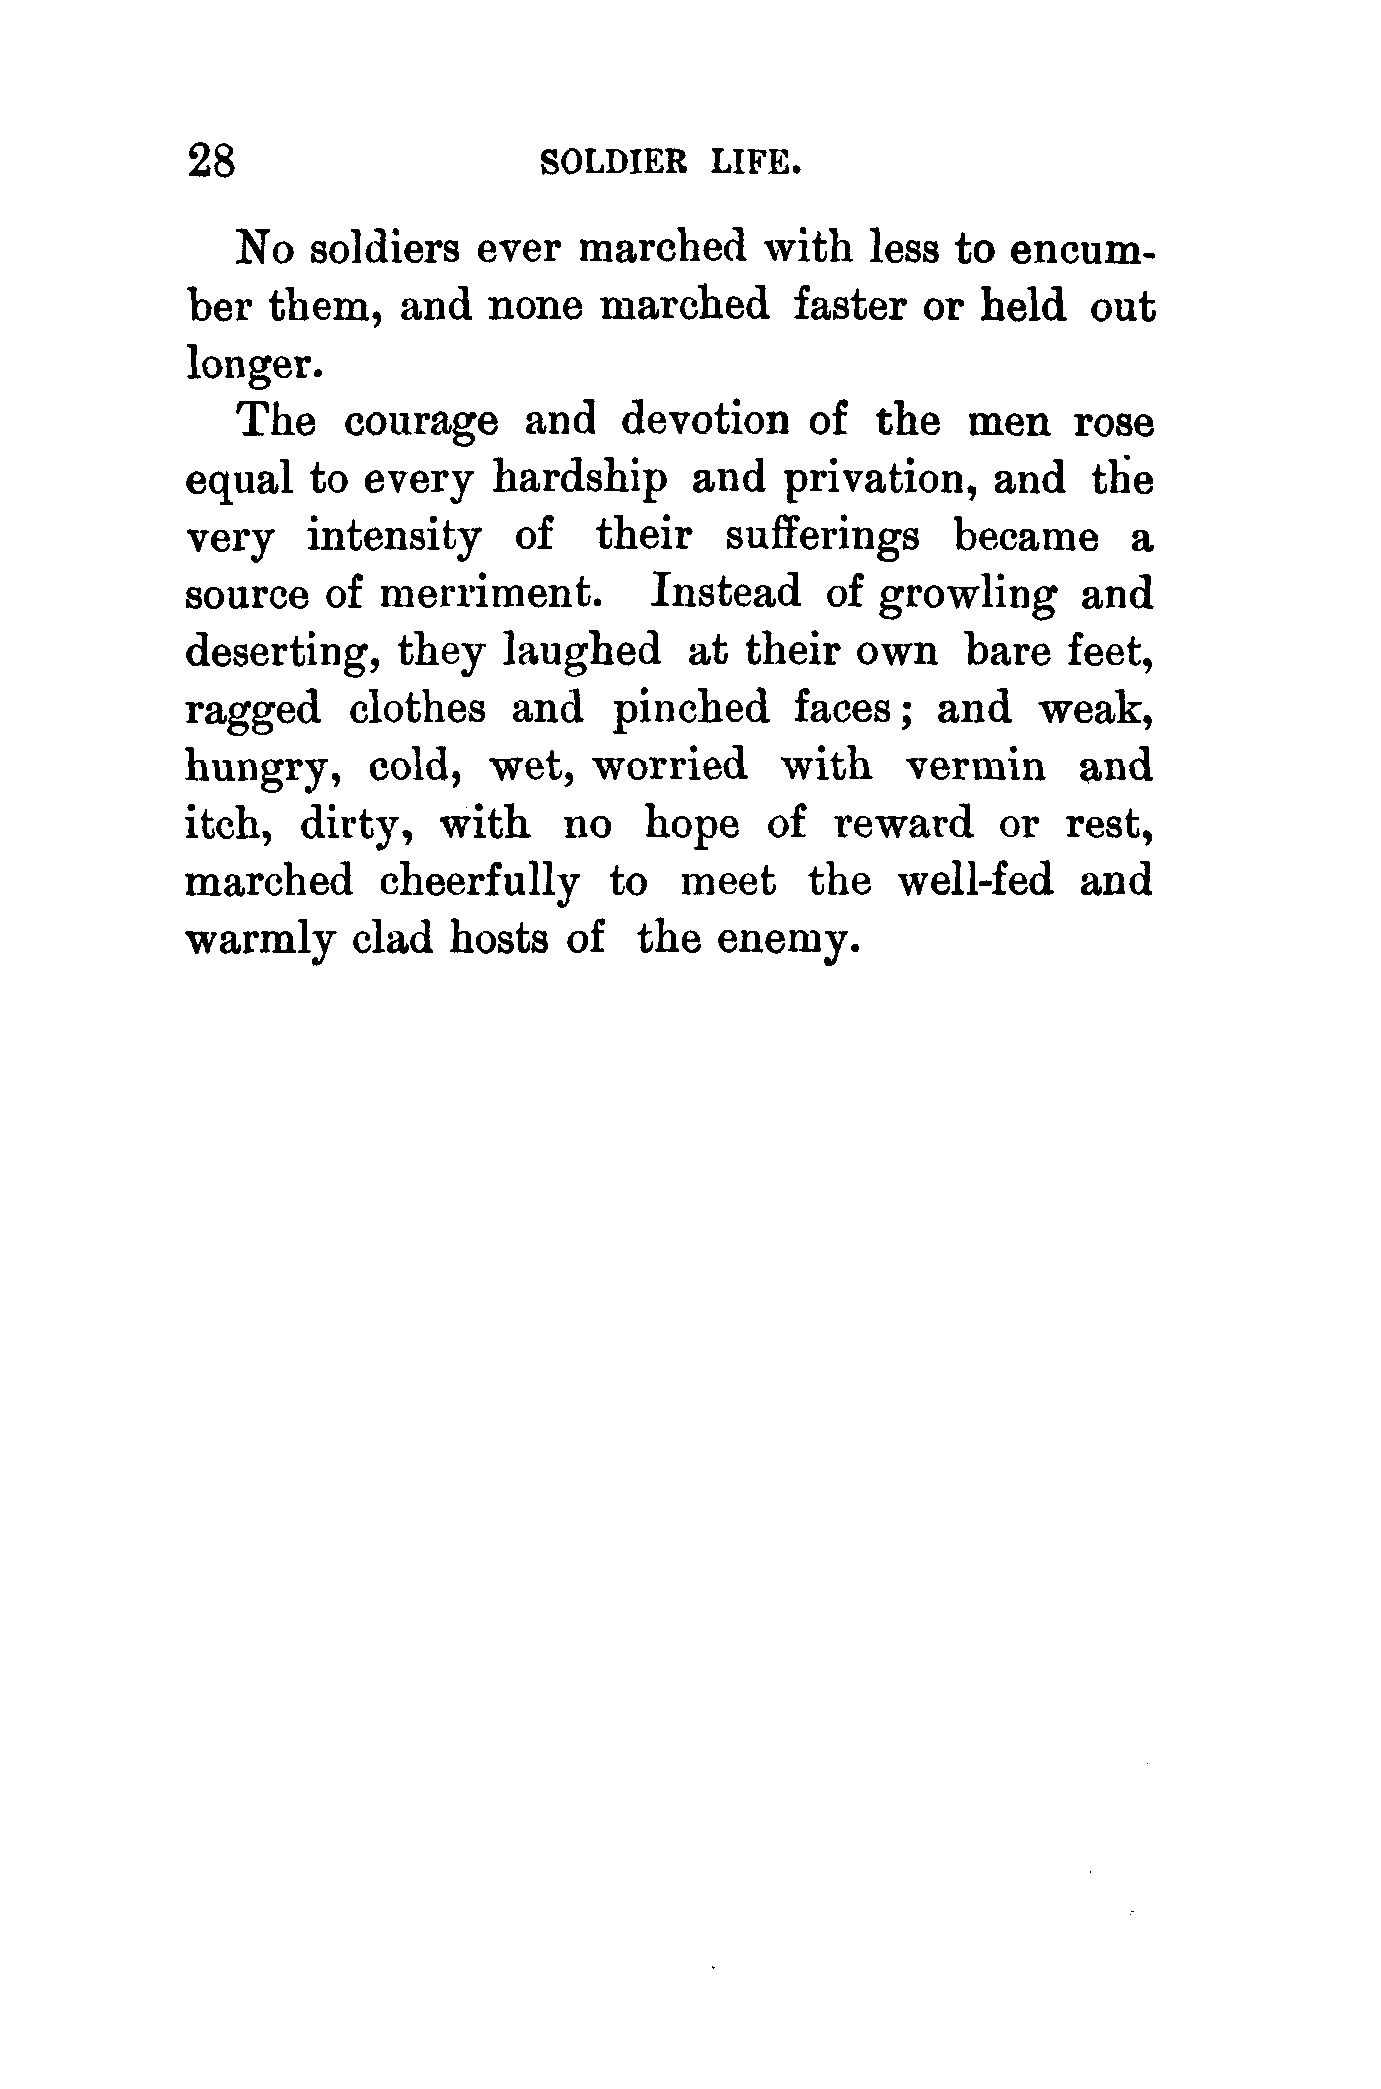 28 SOLDIER LIFE.
No soldiers ever marched with less to encum-
ber them, and none marched faster or held out
longer.
The courage and devotion of the men rose
equal to every hardship and privation, and the
very intensity of their sufferings became a
source of merriment. Instead of growling and
deserting, they laughed at their own bare feet,
ragged clothes and pinched faces; and weak,
hungry, cold, wet, worried with vermin and
itch, dirty, with no hope of reward or rest,
marched cheerfully to meet the well-fed and
warmly clad hosts of the enemy.